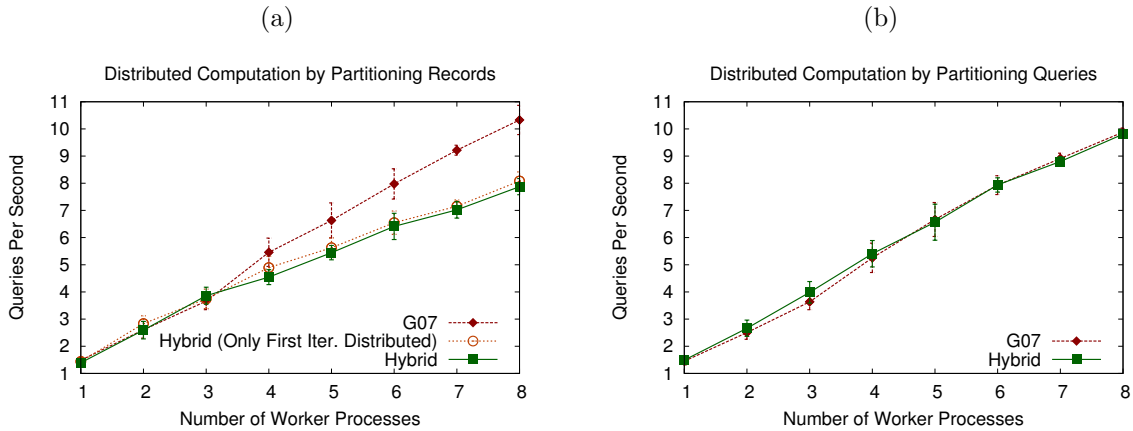 (a)
Distributed Computation by Partitioning Records
11
10
9
8
7
6
5
4
3
2
1
Queries Per Second
G07
Hybrid (Only First Iter. Distributed)
Hybrid
1 2 3 4 5 6 7 8
Number of Worker Processes
(b)
Distributed Computation by Partitioning Queries
11
10
9
8
7
6
5
4
3
2
1
Queries Per Second
G07
Hybrid
1 2 3 4 5 6 7 8
Number of Worker Processes